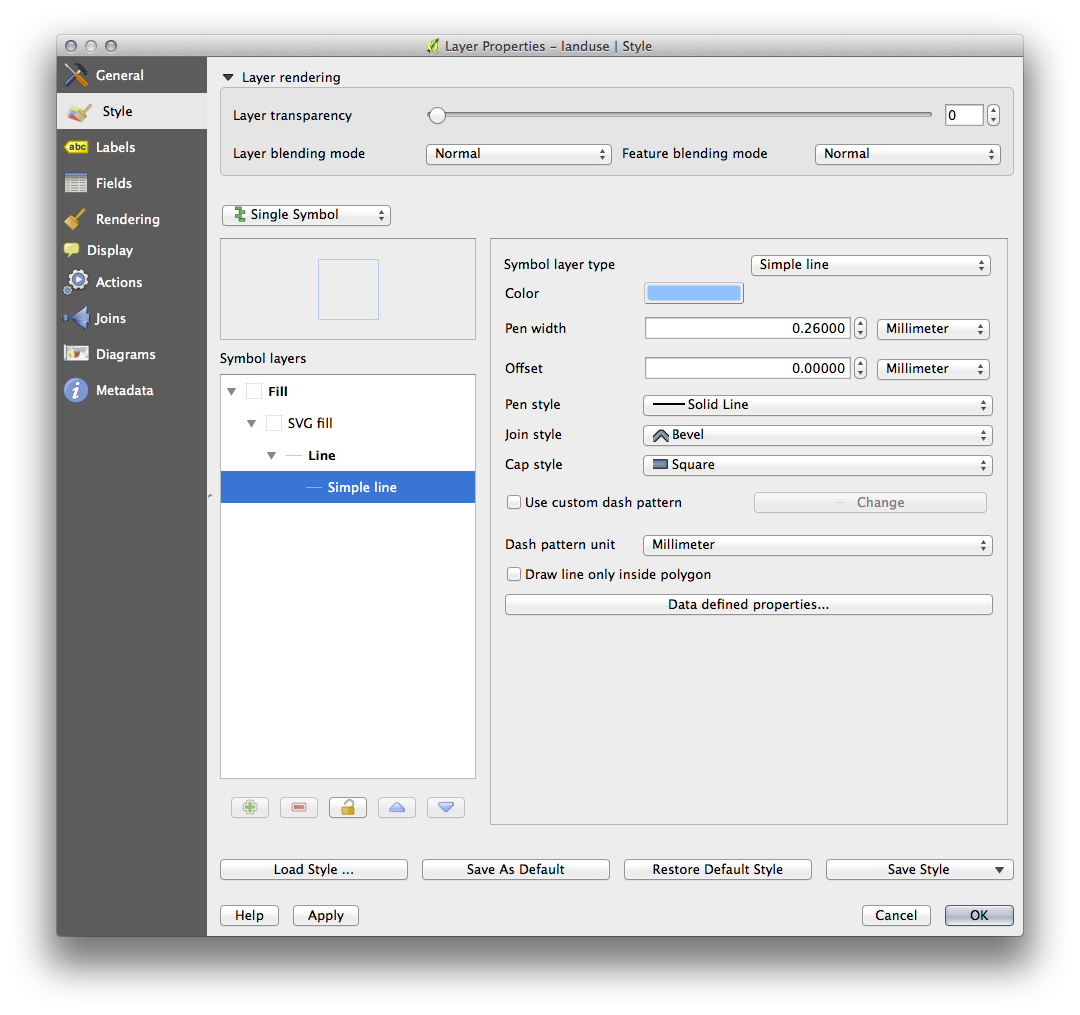 Layer Properties – landuse | Style
General
Style
abc Labels
Fields
Rendering
Display
Actions
Joins
Diagrams
i Metadata
Layer rendering
Layer transparency 0
Layer blending mode Normal Feature blending mode Normal
Single Symbol
Symbol layers
Fill
SVG fill
Line
Simple line
Symbol layer type Simple line
Color
Pen width 0.26000 Millimeter
Offset 0.00000 Millimeter
Pen style Solid Line
Join style Bevel
Cap style Square
Use custom dash pattern Change
Dash pattern unit Millimeter
Draw line only inside polygon
Data defined properties...
Load Style ... Save As Default Restore Default Style Save Style
Help Apply Cancel OK